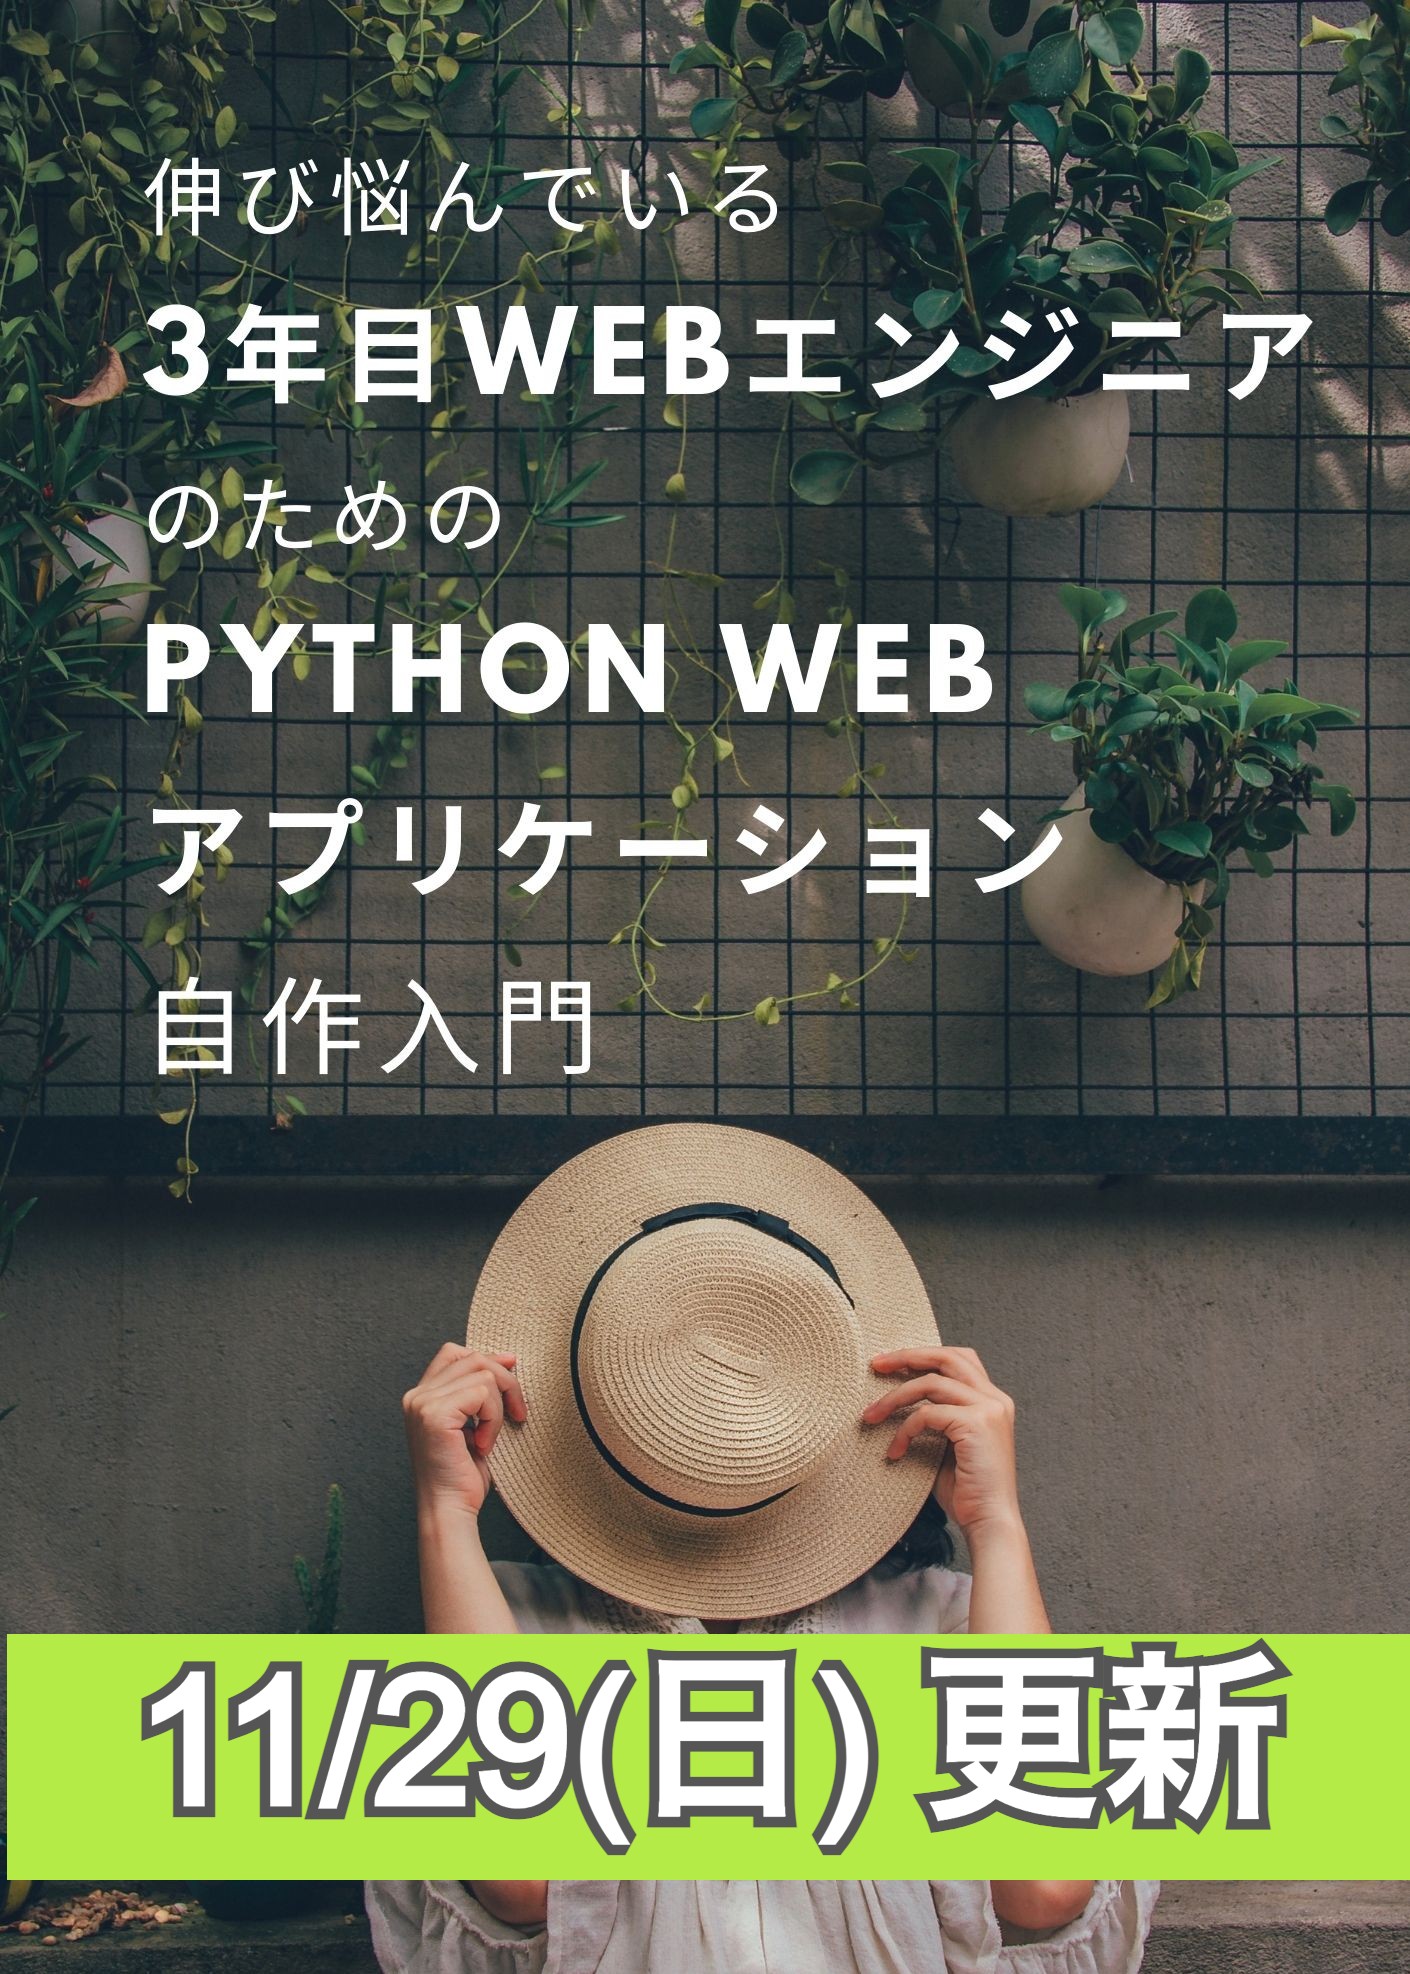 伸び悩んでいる
3年目WEBエンジニア
のための
PYTHON WEB
アプリケーション
自作入門
11/29(日) 更新